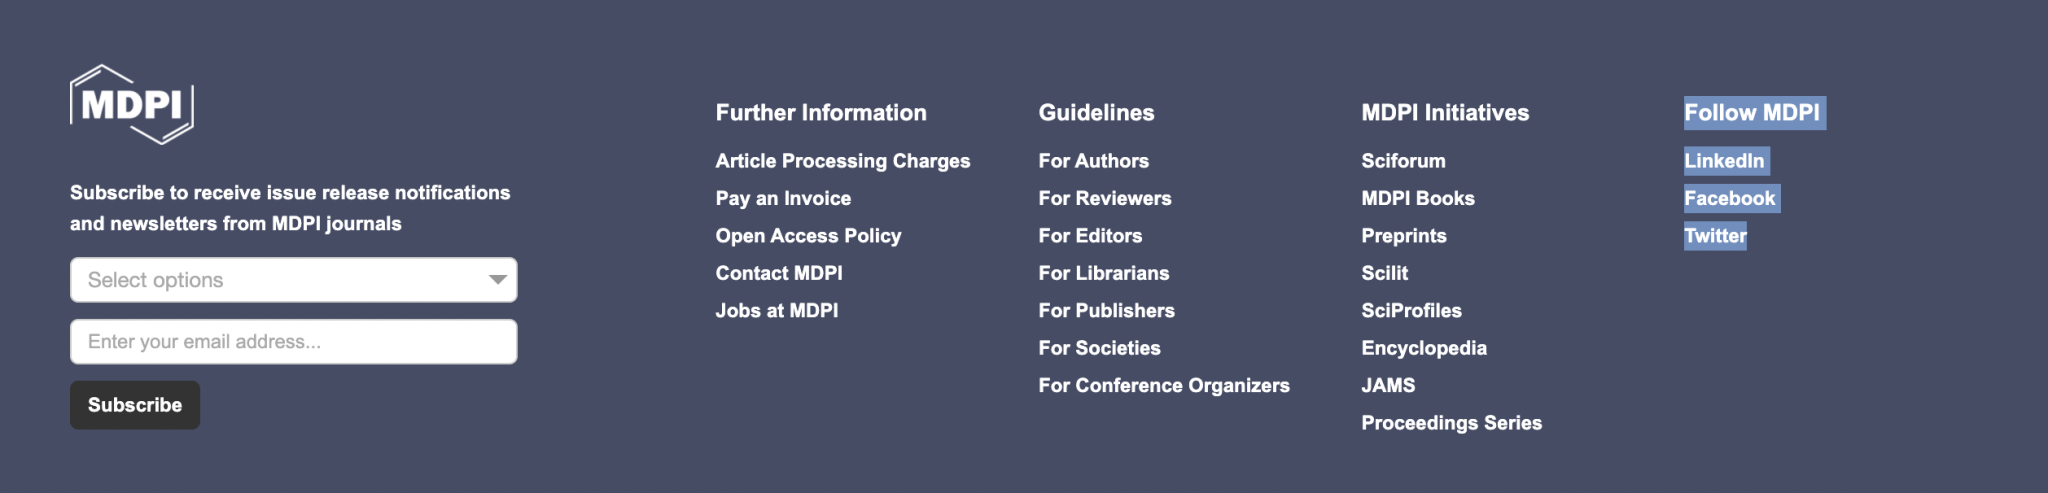 MDPI
Subscribe to receive issue release notifications
and newsletters from MDPI journals
Select options
Enter your email address...
Subscribe
Further Information
Article Processing Charges
Pay an Invoice
Open Access Policy
Contact MDPI
Jobs at MDPI
Guidelines
For Authors
For Reviewers
For Editors
For Librarians
For Publishers
For Societies
For Conference Organizers
MDPI Initiatives
Sciforum
MDPI Books
Preprints
Scilit
SciProfiles
Encyclopedia
JAMS
Proceedings Series
Follow MDPI
LinkedIn
Facebook
Twitter